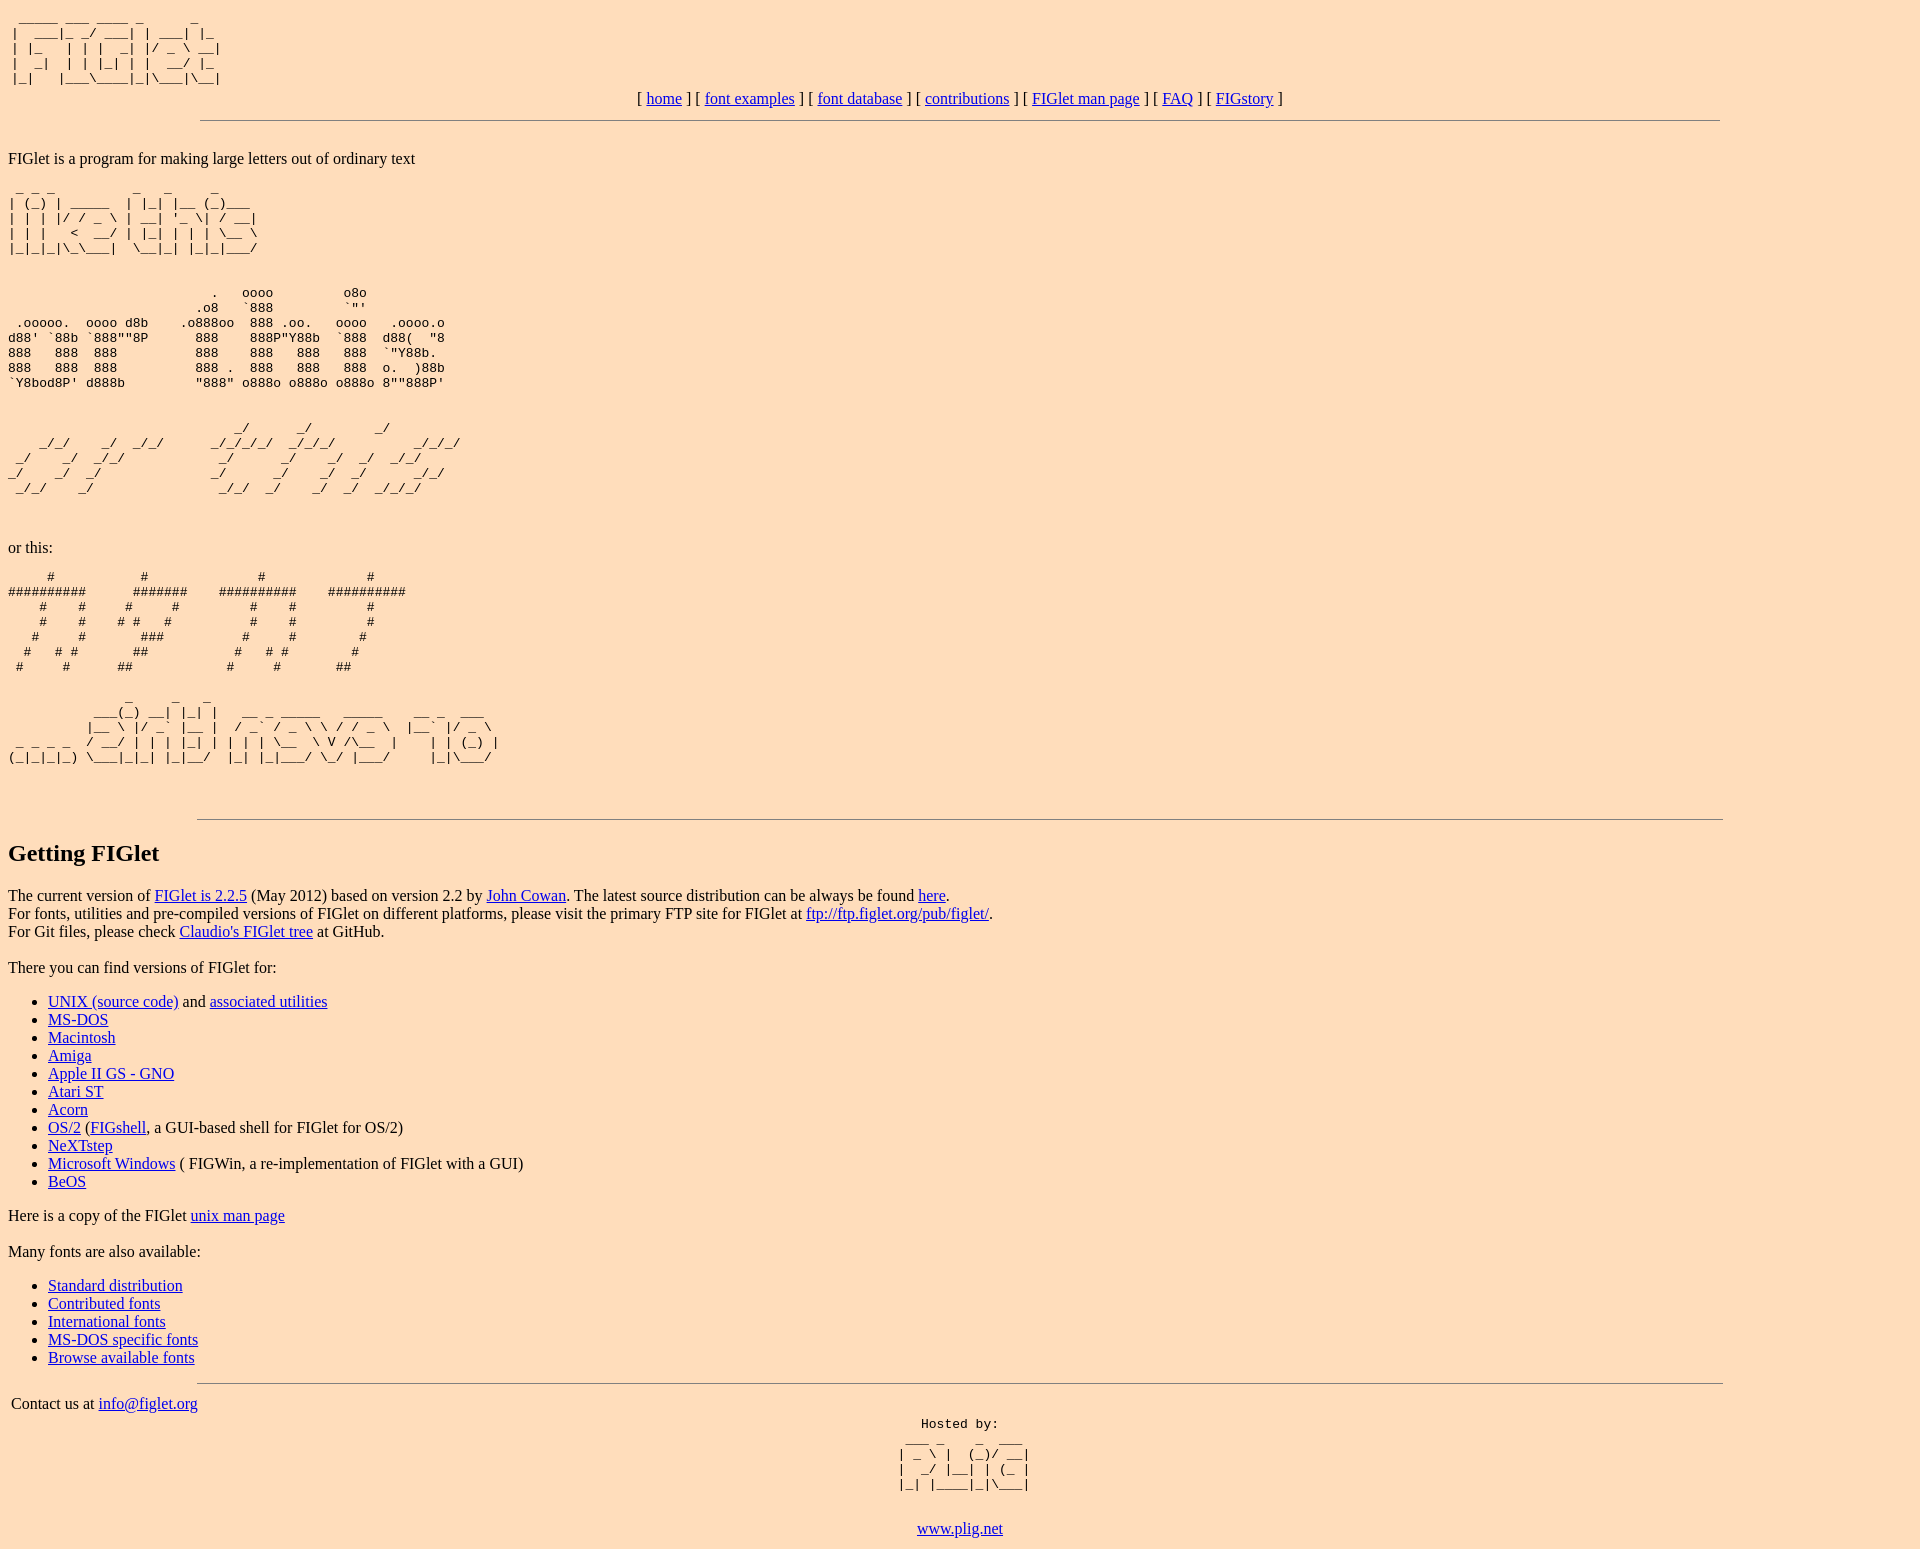 _____ ___ ____ _      _
|  ___|_ _/ ___| | ___| |_
| |_   | | |  _| |/ _ \ __|
|  _|  | | |_| | |  __/ |_
|_|   |___\____|_|\___|\__|
[ home ] [ font examples ] [ font database ] [ contributions ] [ FIGlet man page ] [ FAQ ] [ FIGstory ]
FIGlet is a program for making large letters out of ordinary text
 _ _ _          _   _     _
| (_) | _____  | |_| |__ (_)___
| | | |/ / _ \ | __| '_ \| / __|
| | |   <  __/ | |_| | | | \__ \
|_|_|_|\_\___|  \__|_| |_|_|___/
                          .   oooo         o8o
                        .o8   `888         `"'
 .ooooo.  oooo d8b    .o888oo  888 .oo.   oooo   .oooo.o
d88' `88b `888""8P      888    888P"Y88b  `888  d88(  "8
888   888  888          888    888   888   888  `"Y88b.
888   888  888          888 .  888   888   888  o.  )88b
`Y8bod8P' d888b         "888" o888o o888o o888o 8""888P'
                             _/      _/        _/
    _/_/    _/  _/_/      _/_/_/_/  _/_/_/          _/_/_/
 _/    _/  _/_/            _/      _/    _/  _/  _/_/
_/    _/  _/              _/      _/    _/  _/      _/_/
 _/_/    _/                _/_/  _/    _/  _/  _/_/_/
or this:
     #           #              #             #
##########      #######    ##########    ##########
    #    #     #     #         #    #         #
    #    #    # #   #          #    #         #
   #     #       ###          #     #        #
  #   # #       ##           #   # #        #
 #     #      ##            #     #       ##
               _     _   _
           ___(_) __| |_| |   __ _ _____   _____    __ _  ___
          |__ \ |/ _` |__ |  / _` / _ \ \ / / _ \  |__` |/ _ \
 _ _ _ _  / __/ | | | |_| | | | | \__  \ V /\__  |    | | (_) |
(_|_|_|_) \___|_|_| |_|__/  |_| |_|___/ \_/ |___/     |_|\___/
Getting FIGlet
The current version of FIGlet is 2.2.5 (May 2012) based on version 2.2 by John Cowan. The latest source distribution can be always be found here.
For fonts, utilities and pre-compiled versions of FIGlet on different platforms, please visit the primary FTP site for FIGlet at ftp://ftp.figlet.org/pub/figlet/.
For Git files, please check Claudio's FIGlet tree at GitHub.
There you can find versions of FIGlet for:
UNIX (source code) and associated utilities
MS-DOS
Macintosh
Amiga
Apple II GS - GNO
Atari ST
Acorn
OS/2 (FIGshell, a GUI-based shell for FIGlet for OS/2)
NeXTstep
Microsoft Windows ( FIGWin, a re-implementation of FIGlet with a GUI)
BeOS
Here is a copy of the FIGlet unix man page
Many fonts are also available:
Standard distribution
Contributed fonts
International fonts
MS-DOS specific fonts
Browse available fonts
Contact us at info@figlet.org
Hosted by:
 ___ _    _  ___
| _ \ |  (_)/ __|
|  _/ |__| | (_ |
|_| |____|_|\___|
www.plig.net